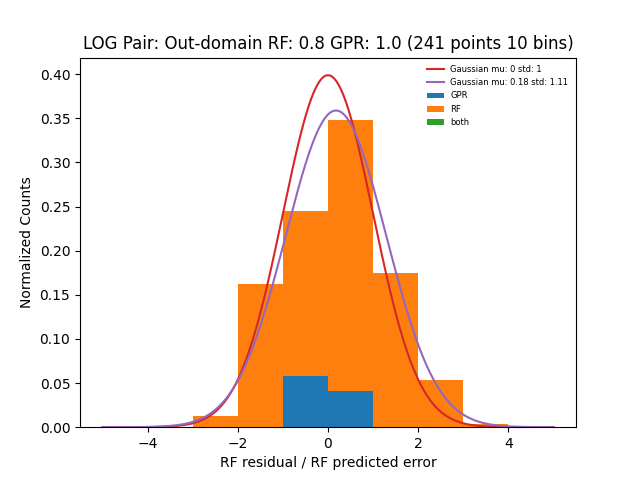 LOG Pair: Out-domain RF: 0.8 GPR: 1.0 (241 points 10 bins)
Gaussian mu: 0 std: 1
Gaussian mu: 0.18 std: 1.11
GPR
RF
both
Normalized Counts
0.40
0.35
0.30
0.25
0.20
0.15
0.10
0.05
0.00
−4 −2 0 2 4
RF residual / RF predicted error